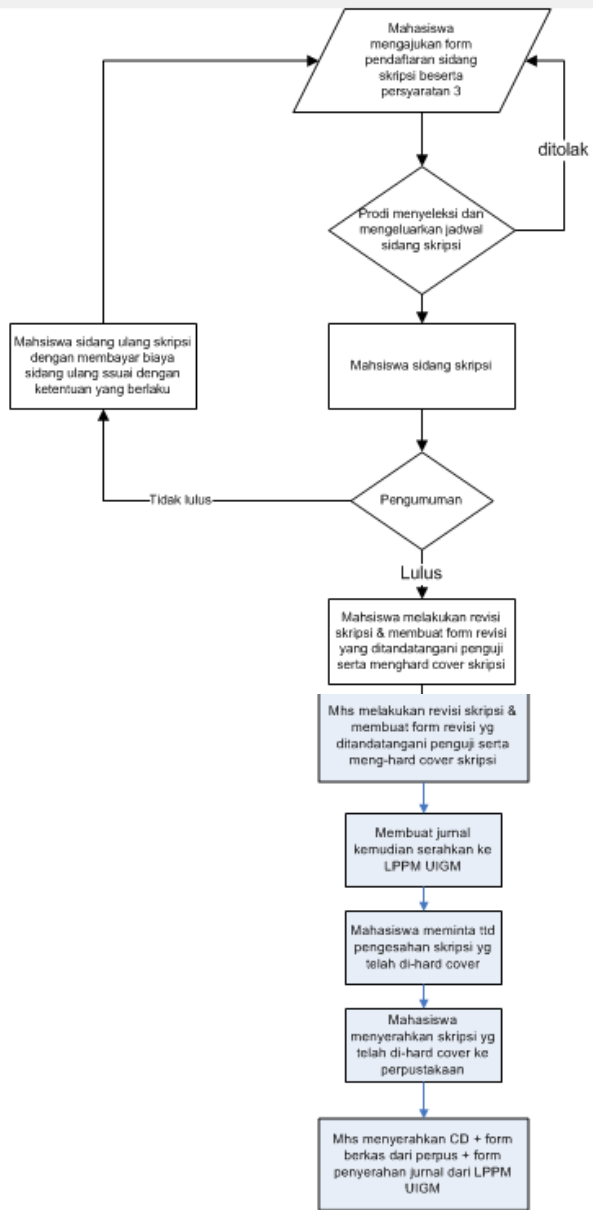 Mahasiswa
mengajukan form
pendaftaran sidang
skripsi beserta
persyaratan 3
ditolak
Prodi menyeleksi dan
mengeluarkan jadwal
sidang skripsi
Mahsiswa sidang ulang skripsi
dengan membayar biaya
sidang ulang ssuai dengan
ketentuan yang berlaku
Mahsiswa sidang skripsi
Tidak lulus
Pengumuman
Lulus
Mahsiswa melakukan revisi
skripsi & membuat form revisi
yang ditandatangani penguji
serta menghard cover skripsi
Mhs melakukan revisi skripsi &
membuat form revisi yg
ditandatangani penguji serta
meng-hard cover skripsi
Membuat jurnal
kemudian serahkan ke
LPPM UIGM
Mahasiswa meminta ttd
pengesahan skripsi yg
telah di-hard cover
Mahasiswa
menyerahkan skripsi yg
telah di-hard cover ke
perpustakaan
Mhs menyerahkan CD + form
berkas dari perpus + form
penyerahan jurnal dari LPPM
UIGM